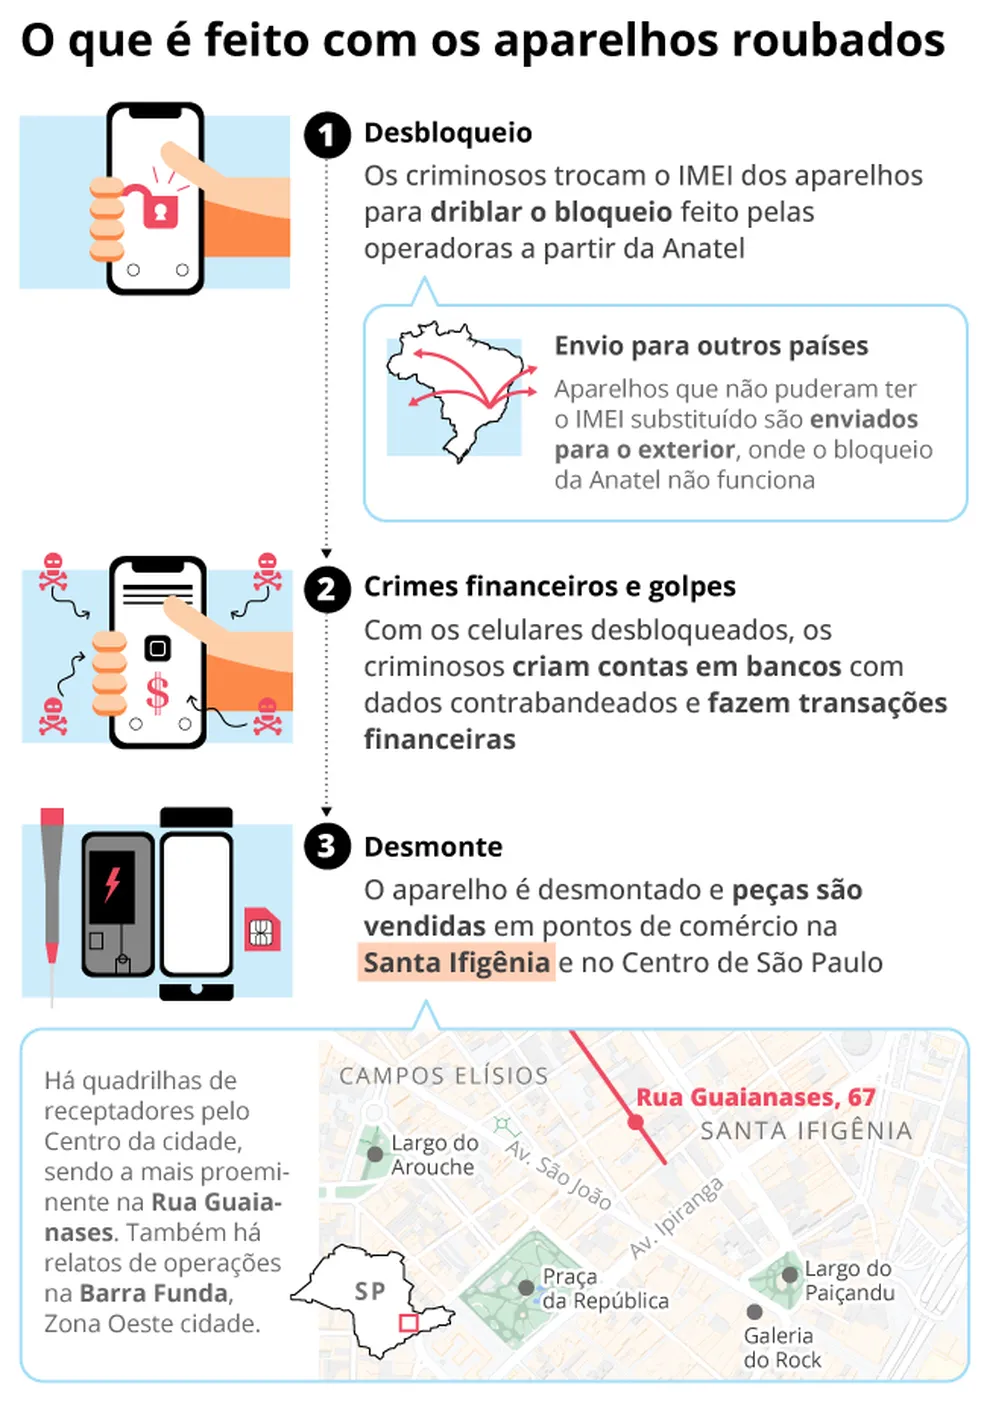 O que é feito com os aparelhos roubados
1
Desbloqueio
Os criminosos trocam o IMEI dos aparelhos
para driblar o bloqueio feito pelas
operadoras a partir da Anatel
Envio para outros países
Aparelhos que não puderam ter
o IMEI substituído são enviados
para o exterior, onde o bloqueio
da Anatel não funciona
2
Crimes financeiros e golpes
Com os celulares desbloqueados, os
criminosos criam contas em bancos com
dados contrabandeados e fazem transações
financeiras
$
3
Desmonte
O aparelho é desmontado e peças são
vendidas em pontos de comércio na
Santa Ifigênia e no Centro de São Paulo
Há quadrilhas de
receptadores pelo
Centro da cidade,
sendo a mais proemi-
nente na Rua Guaia-
nases. Também há
relatos de operações
na Barra Funda,
Zona Oeste cidade.
CAMPOS ELÍSIOS
Rua Guaianases, 67
SANTA IFIGÊNIA
Largo do
Arouche
Av. São João
Av. Ipiranga
SP
Praça
da República
Largo do
Paiçandu
Galeria
do Rock